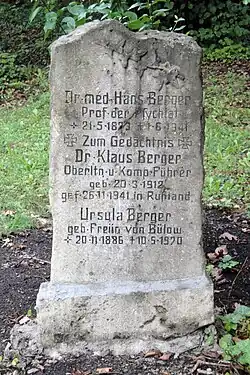 Dr. med. Hans Berger
Prof. der Psychiat.
+ 21·5·1873 +1·6·1941
Zum Gedächtnis
Dr. Klaus Berger
Oberltn. u. Komp. Führer
geb. 20·3·1912
gef. 26·11·1941 in Rußland
Ursula Berger
geb. Freiin von Bülow
20·11·1886 † 10·5·1970